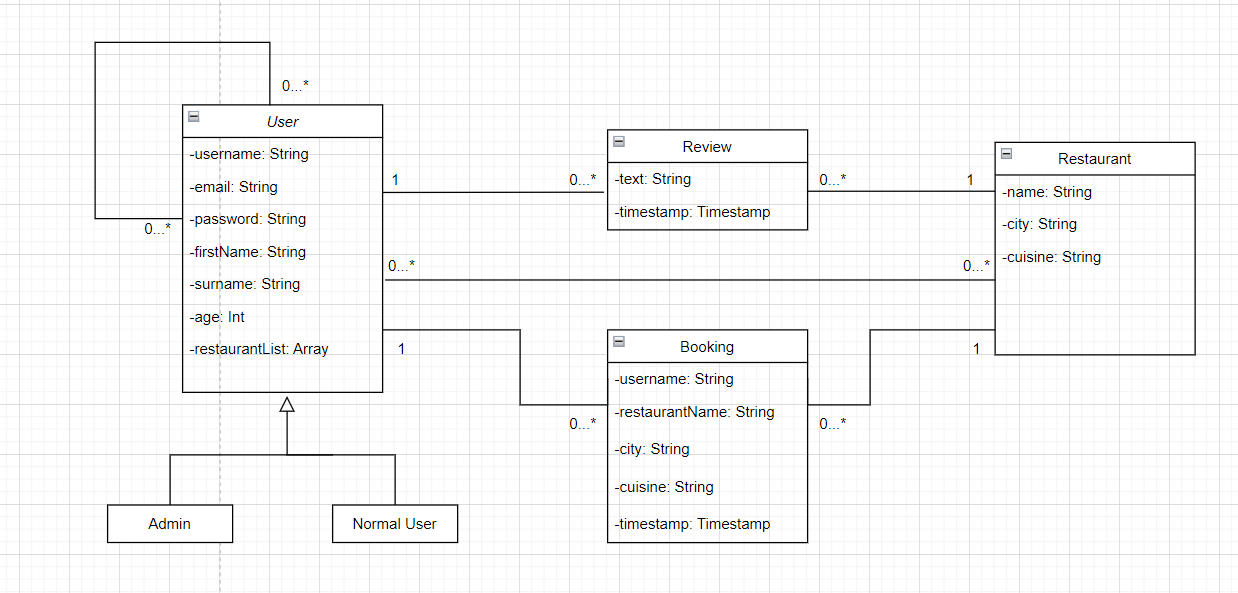 0...*
User
-username: String
-email: String
-password: String
-firstName: String
-surname: String
-age: Int
-restaurantList: Array
0...*
1
0...*
Review
-text: String
-timestamp: Timestamp
0...*
1
Restaurant
-name: String
-city: String
-cuisine: String
0...*
0...*
1
0...*
Booking
-username: String
-restaurantName: String
-city: String
-cuisine: String
-timestamp: Timestamp
0...*
1
Admin
Normal User